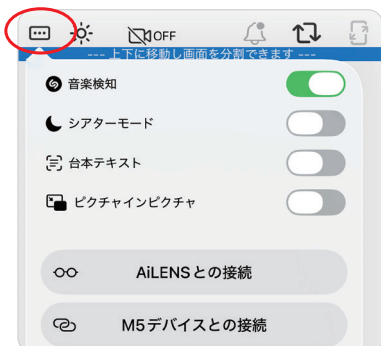 OFF
--- 上下に移動し画面を分割できます ---
音楽検知
シアターモード
台本テキスト
ピクチャインピクチャ
AiLENSとの接続
M5デバイスとの接続